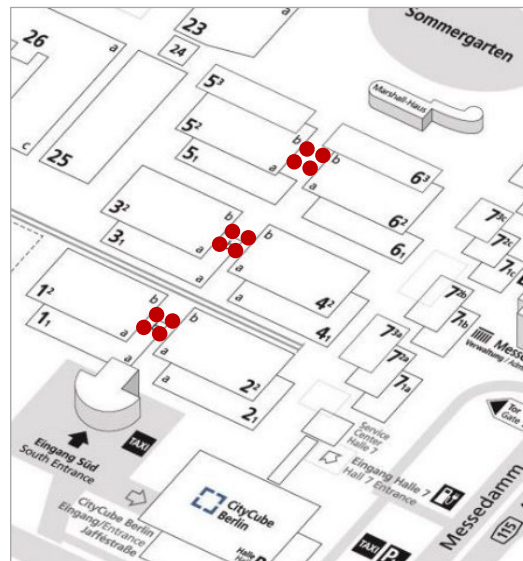 Sommergarten
23
a
26
a
24
Marshall-Haus
c
25
5³
5²
5₁
b
a
b
a
6³
6²
6₁
3²
3₁
b
a
a
b
a
a
4²
4₁
7³ᶜ
7²ᶜ
7₁ᶜ
7²ᵇ
7₁ᵇ
7³ᵃ
7²ᵃ
7₁ₐ
Messe
Verwaltung / Adm
1²
1₁
b
a
a
b
a
a
2²
2₁
Eingang Süd
South Entrance
TAXI
Service
Center
Halle 7
Eingang Halle 7
Hall 7 Entrance
Tor
Gate
CityCube
Berlin
CityCube Berlin
Eingang/Entrance
Jafféstraße
Halle
TAXI
P
Messedamm
115